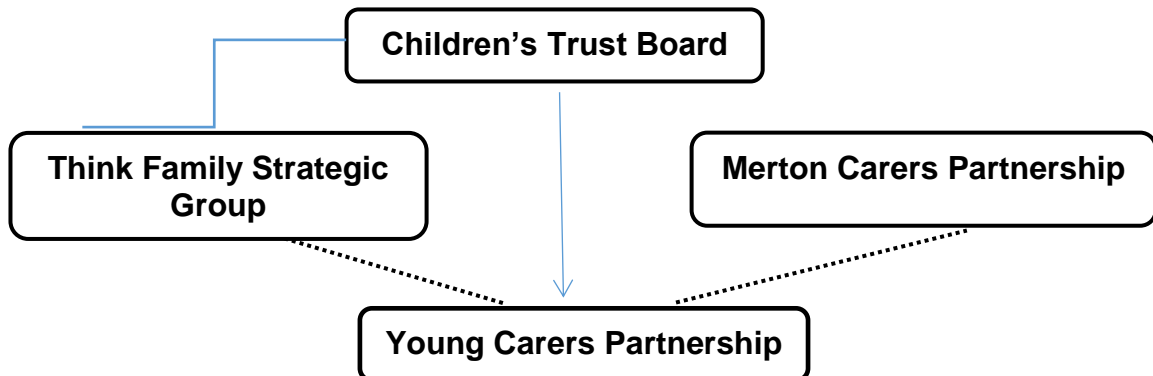 Children’s Trust Board
Think Family Strategic
Group
Merton Carers Partnership
Young Carers Partnership